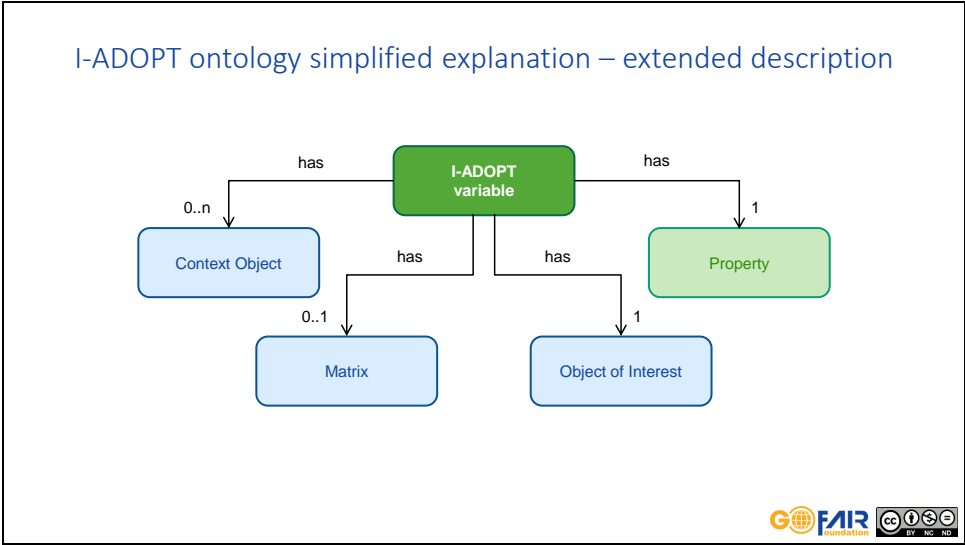 I-ADOPT ontology simplified explanation – extended description
has
I-ADOPT
variable
has
0..n
1
Context Object
has
has
Property
0..1
1
Matrix
Object of Interest
GO FAIR
Foundation
cc
BY NC ND